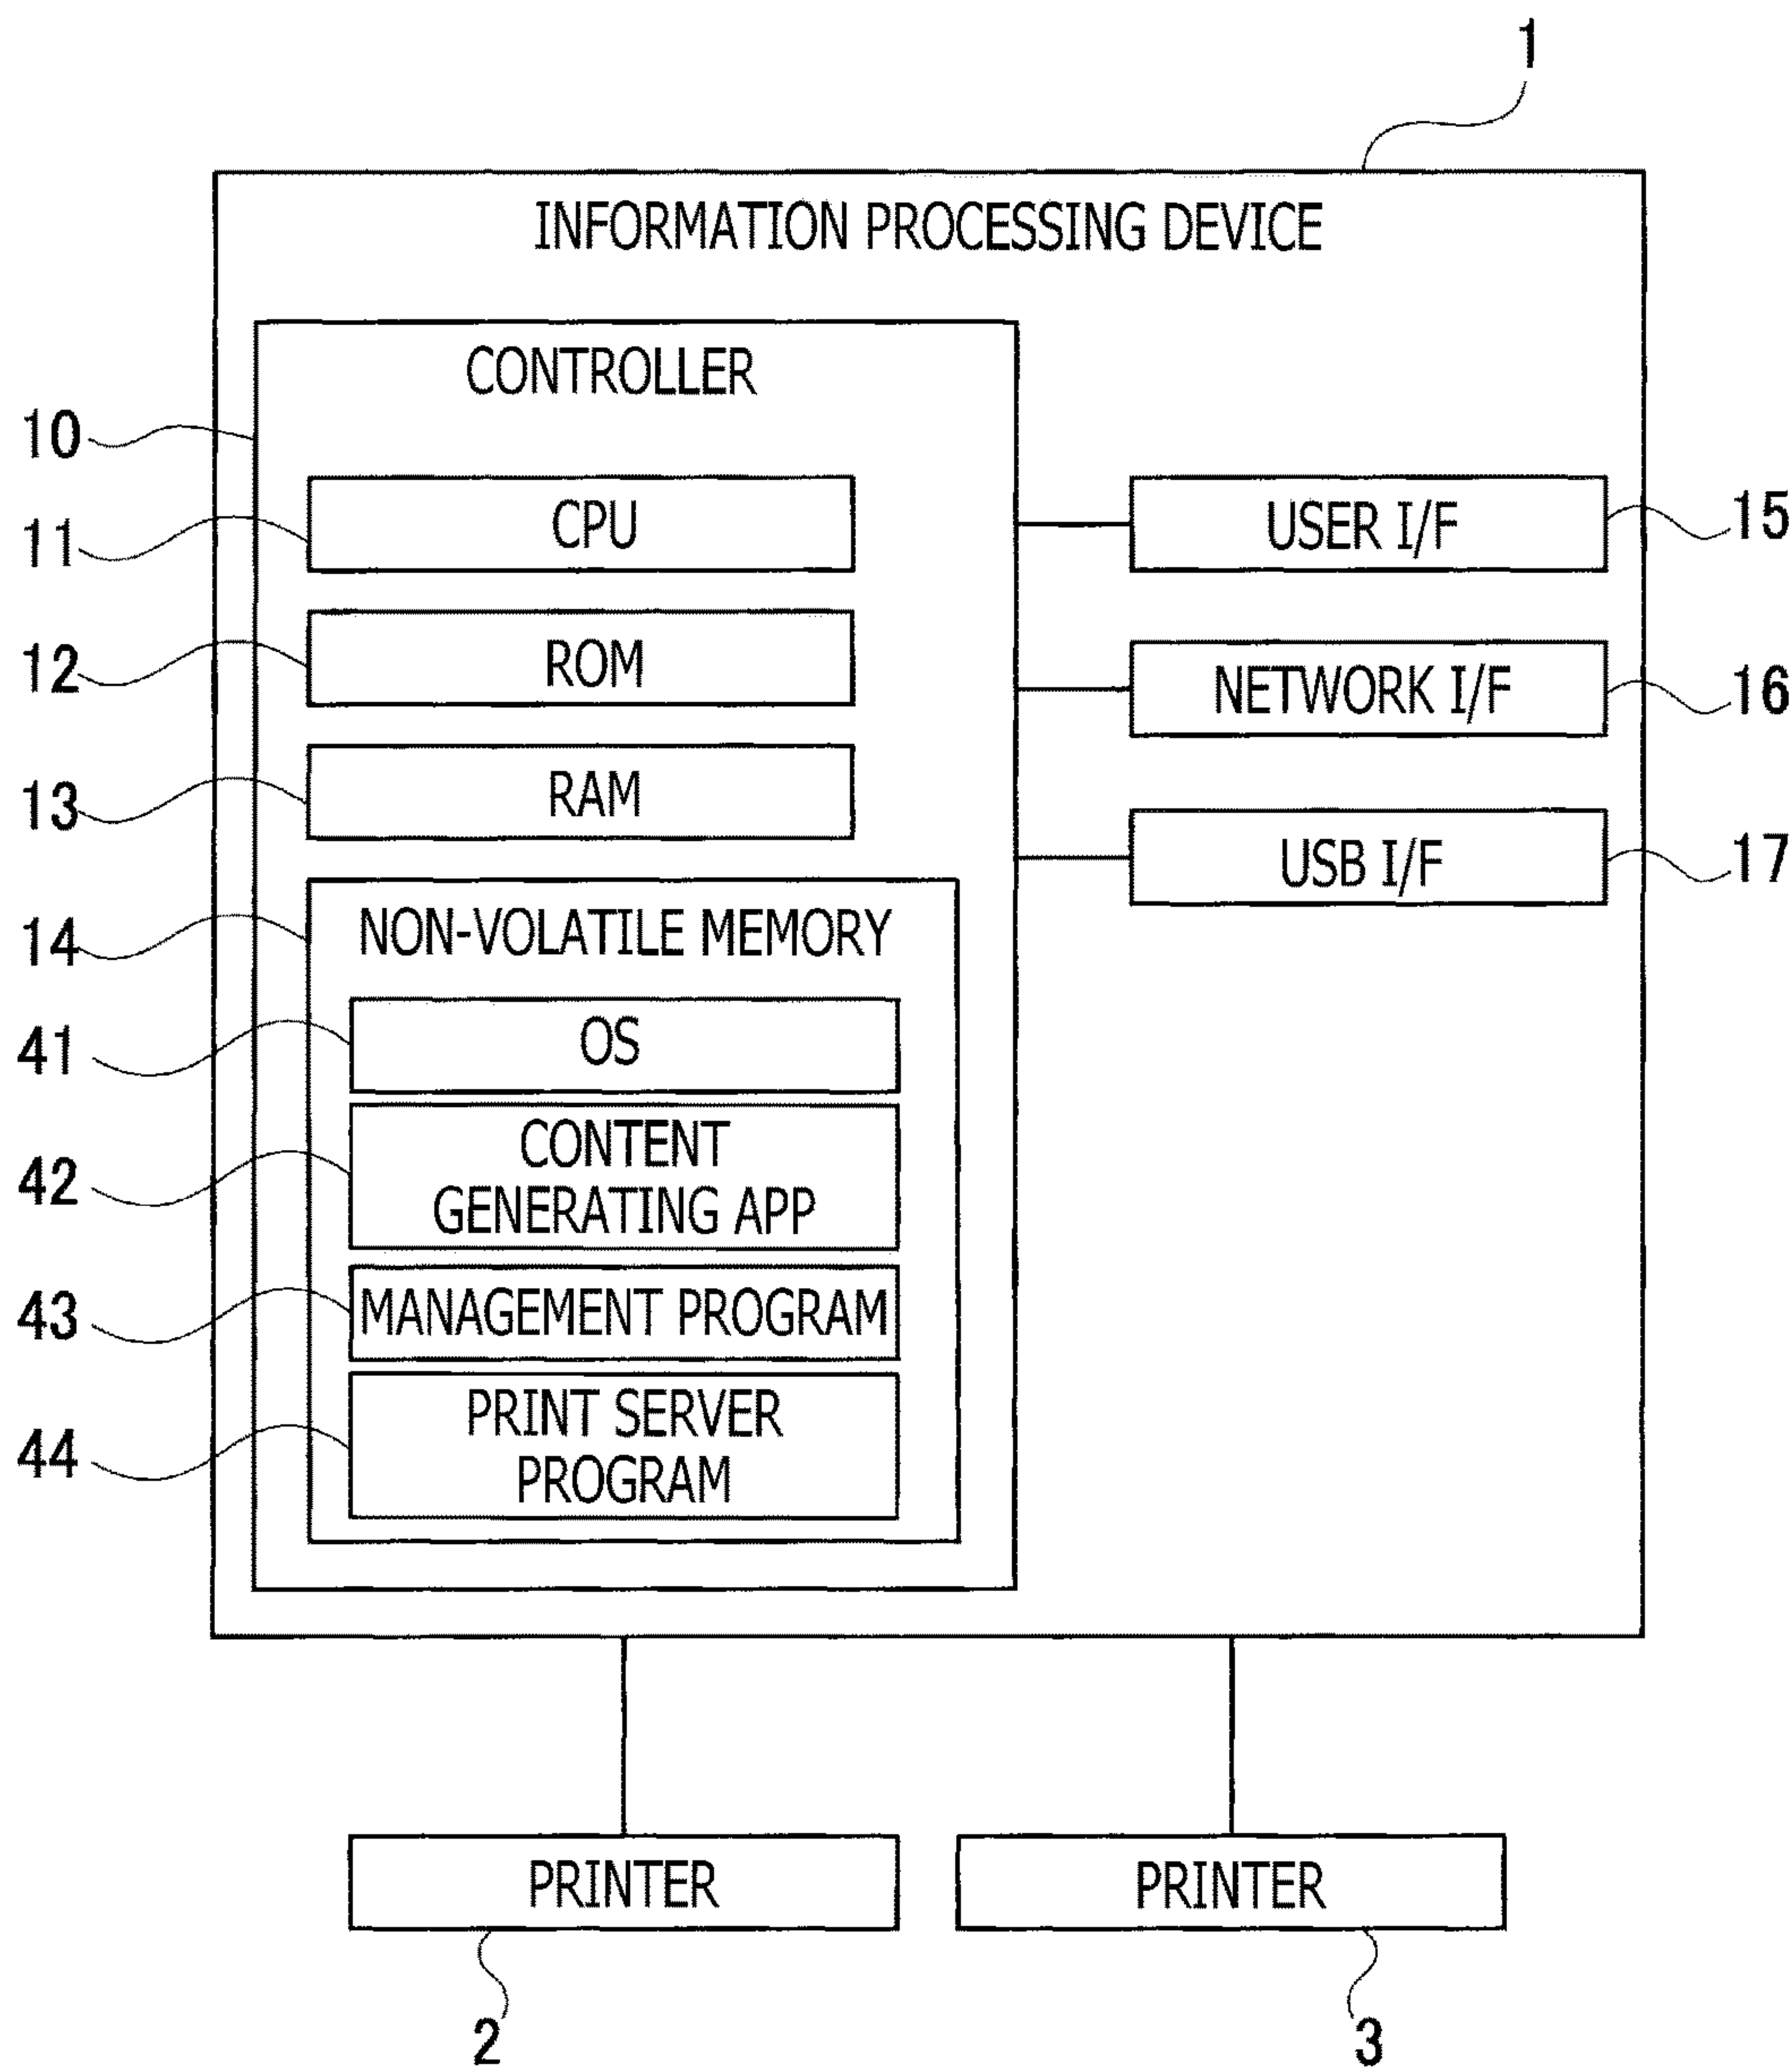 1
INFORMATION PROCESSING DEVICE
CONTROLLER
10
CPU
11
USER I/F
15
ROM
12
NETWORK I/F
16
RAM
13
USB I/F
17
NON-VOLATILE MEMORY
14
OS
41
CONTENT
GENERATING APP
42
MANAGEMENT PROGRAM
43
PRINT SERVER
PROGRAM
44
PRINTER
PRINTER
2
3